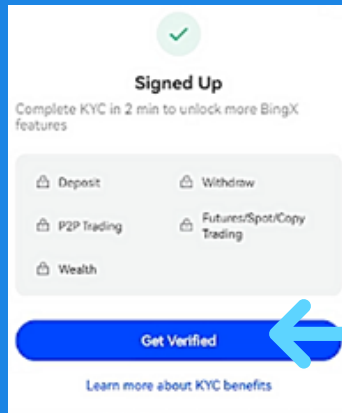 Signed Up
Complete KYC in 2 min to unlock more BingX
features
Deposit
Withdraw
P2P Trading
Futures/Spot/Copy
Trading
Wealth
Get Verified
Learn more about KYC benefits